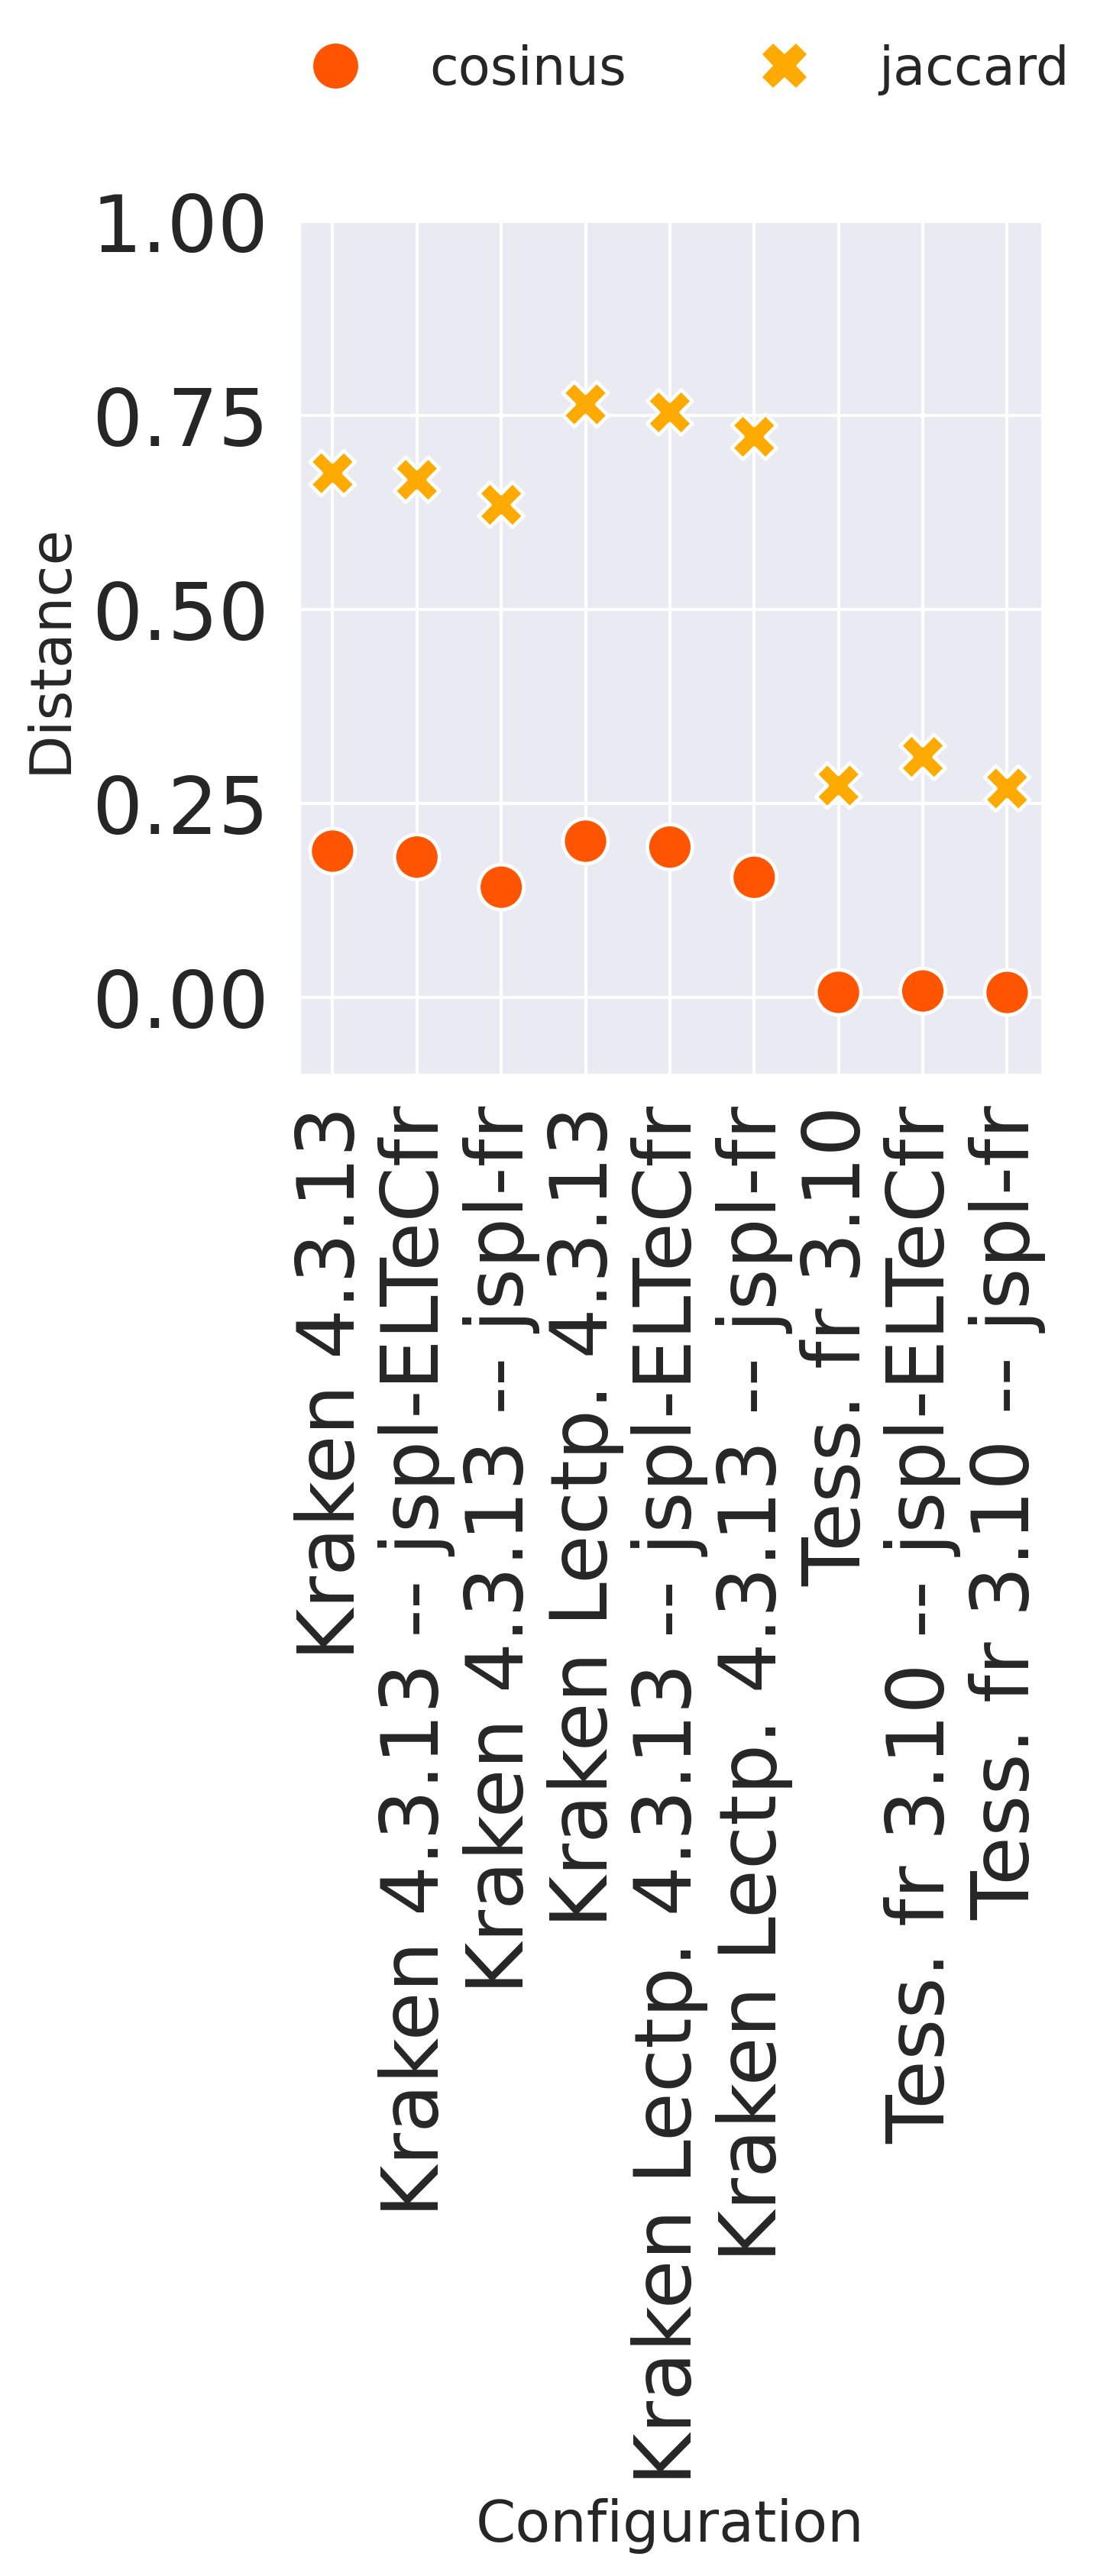 cosinus jaccard
1.00
0.75
0.50
0.25
0.00
Distance
Kraken 4.3.13
Kraken 4.3.13 -- jspl-ELTeCfr
Kraken 4.3.13 -- jspl-fr
Kraken Lectp. 4.3.13
Kraken Lectp. 4.3.13 -- jspl-ELTeCfr
Kraken Lectp. 4.3.13 -- jspl-fr
Tess. fr 3.10
Tess. fr 3.10 -- jspl-ELTeCfr
Tess. fr 3.10 -- jspl-fr
Configuration